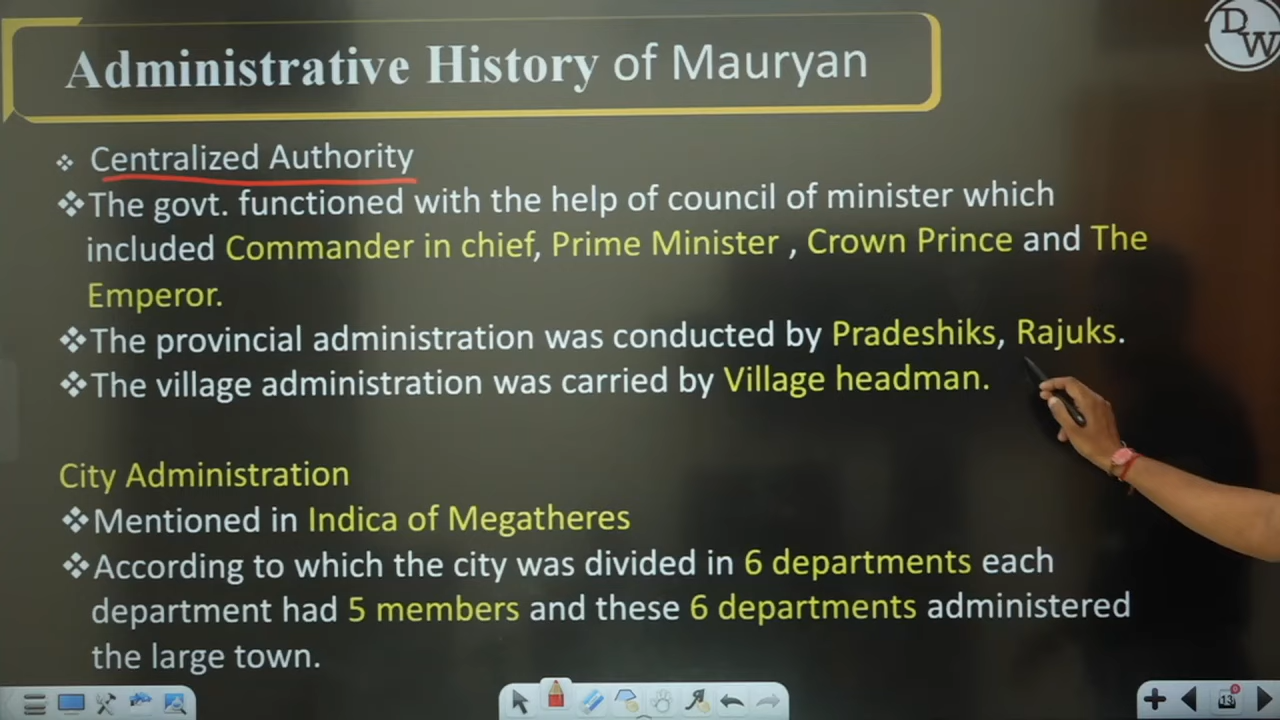 Administrative History of Mauryan
Centralized Authority
The govt. functioned with the help of council of minister which
included Commander in chief, Prime Minister , Crown Prince and The
Emperor.
The provincial administration was conducted by Pradeshiks, Rajuks.
The village administration was carried by Village headman.
City Administration
Mentioned in Indica of Megatheres
According to which the city was divided in 6 departments each
department had 5 members and these 6 departments administered
the large town.
DW
13